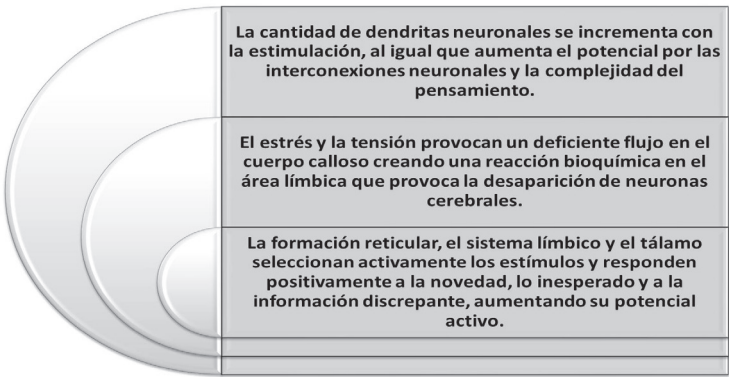 La cantidad de dendritas neuronales se incrementa con
la estimulación, al igual que aumenta el potencial por las
interconexiones neuronales y la complejidad del
pensamiento.
El estrés y la tensión provocan un deficiente flujo en el
cuerpo calloso creando una reacción bioquímica en el
área límbica que provoca la desaparición de neuronas
cerebrales.
La formación reticular, el sistema límbico y el tálamo
seleccionan activamente los estímulos y responden
positivamente a la novedad, lo inesperado y a la
información discrepante, aumentando su potencial
activo.